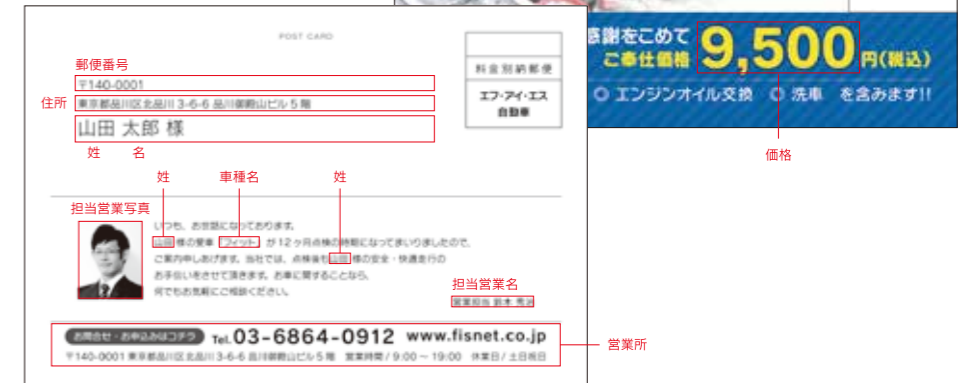 POST CARD
料金別納郵便
エフ・アイ・エス
自動車
郵便番号
〒140-0001
住所
東京都品川区北品川 3-6-6 品川御殿山ビル 5 階
山田 太郎 様
姓 名
姓 車種名 姓
担当営業写真
いつも、お世話になっております。
山田 様の愛車「フィット」が 12 ヶ月点検の時期になってまいりましたので、
ご案内申しあげます。当社では、点検後も山田 様の安全・快適走行の
お手伝いをさせて頂きます。お車に関することなら、
何でもお気軽にご相談ください。
担当営業名
営業担当 鈴木
お問合せ・お申込みはコチラ Tel.03-6864-0912 www.fisnet.co.jp
〒140-0001 東京都品川区北品川 3-6-6 品川御殿山ビル 5 階 営業時間 / 9:00 ~ 19:00 休業日 / 土日祝日
営業所
感謝をこめて
ご奉仕価格 9,500 円(税込)
エンジンオイル交換 洗車 を含みます!!
価格